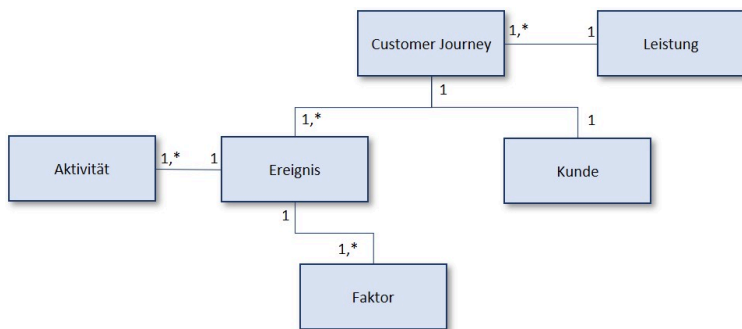 Customer Journey
1,*
1
Leistung
1
1,*
1
Aktivität
1,*
1
Ereignis
Kunde
1
1,*
Faktor